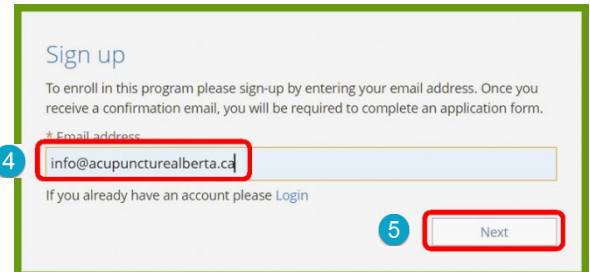 Sign up
To enroll in this program please sign-up by entering your email address. Once you
receive a confirmation email, you will be required to complete an application form.
* Email address
4
info@acupuncturealberta.ca
If you already have an account please Login
5
Next